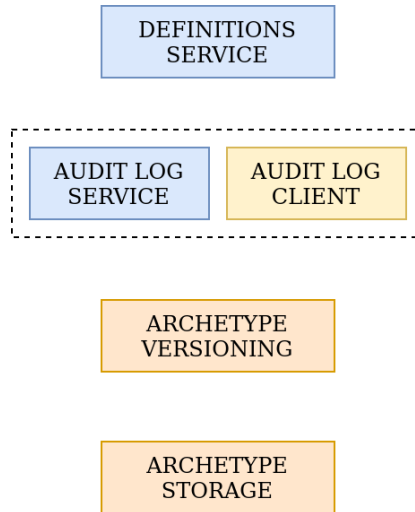 DEFINITIONS
SERVICE
AUDIT LOG
SERVICE
AUDIT LOG
CLIENT
ARCHETYPE
VERSIONING
ARCHETYPE
STORAGE